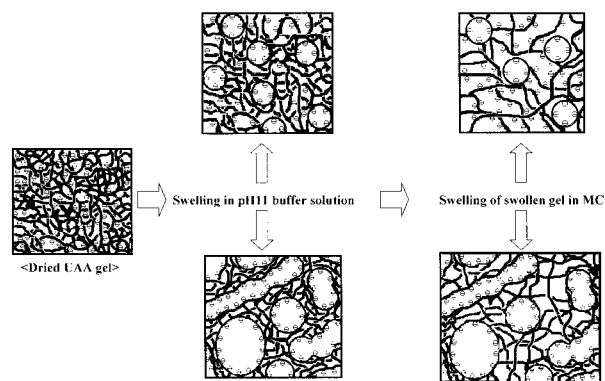 Swelling in pH11 buffer solution
Swelling of swollen gel in MC
<Dried UAA gel>